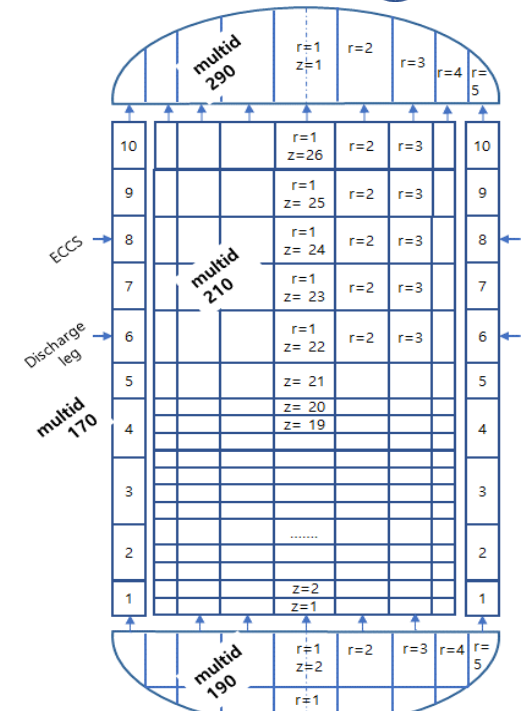 multid
290
r=1
z=1
r=2
r=3
r=4
r=
5
10
r=1
z=26
r=2
r=3
10
9
r=1
z= 25
r=2
r=3
9
ECCS
8
multid
210
r=1
z= 24
r=2
r=3
8
7
r=1
z= 23
r=2
r=3
7
Discharge
leg
6
r=1
z= 22
r=2
r=3
6
5
z= 21
5
multid
170
4
z= 20
z= 19
4
3
3
.......
2
2
1
z=2
z=1
1
multid
190
r=1
z=2
r=2
r=3
r=4
r=
5
r=1